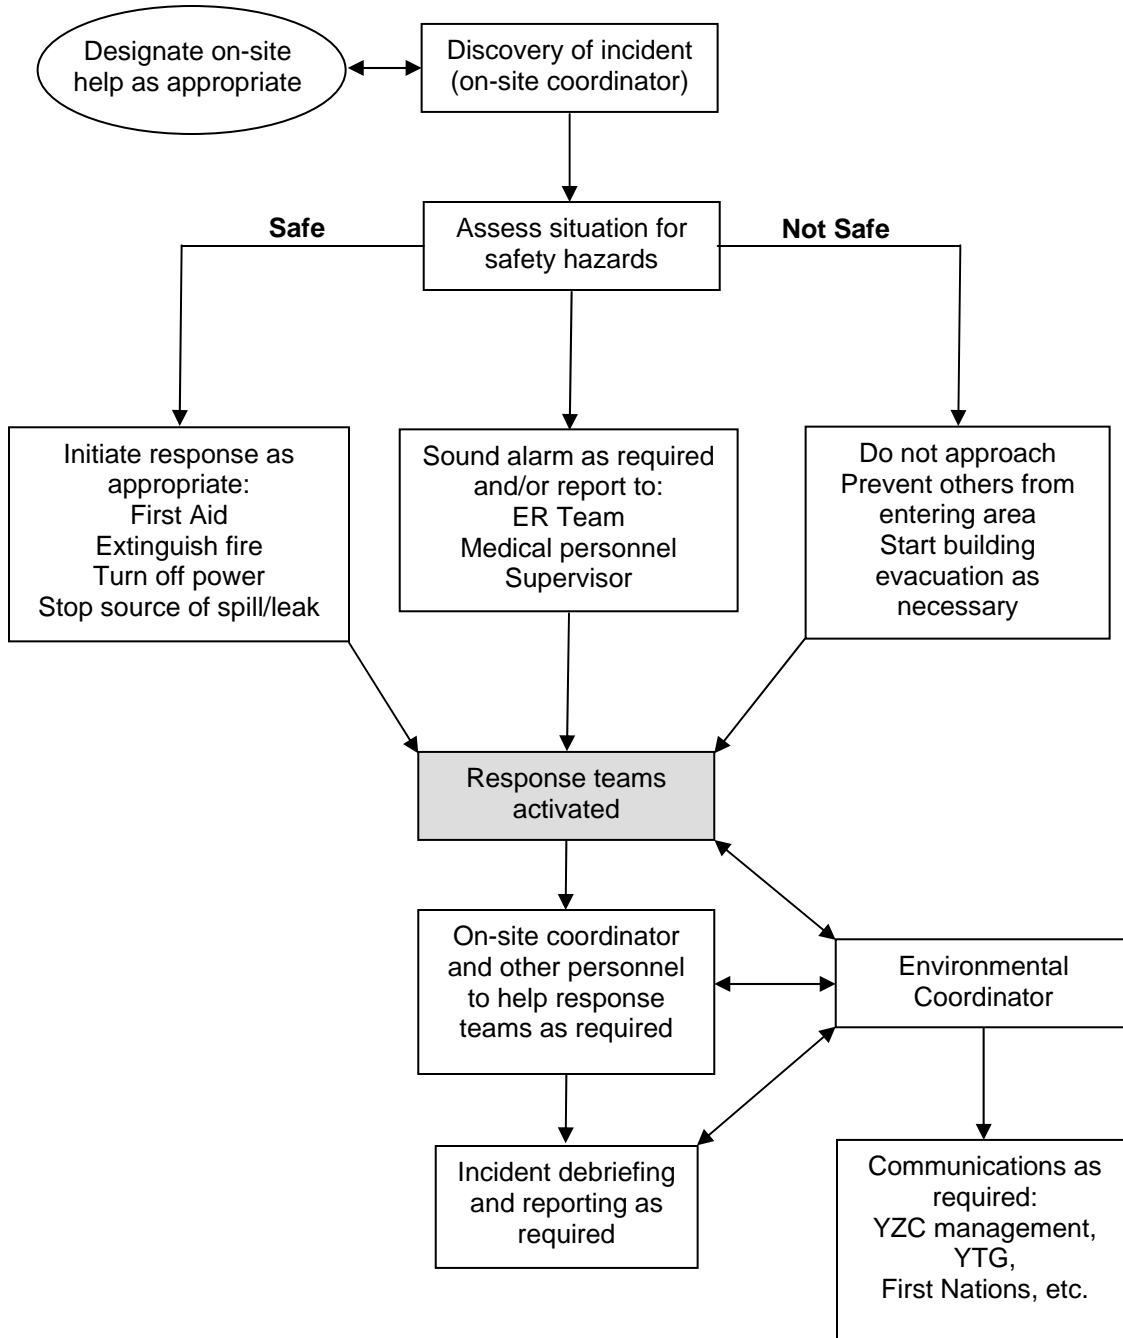 Designate on-site
help as appropriate
Discovery of incident
(on-site coordinator)
Safe
Assess situation for
safety hazards
Not Safe
Initiate response as
appropriate:
First Aid
Extinguish fire
Turn off power
Stop source of spill/leak
Sound alarm as required
and/or report to:
ER Team
Medical personnel
Supervisor
Do not approach
Prevent others from
entering area
Start building
evacuation as
necessary
Response teams
activated
On-site coordinator
and other personnel
to help response
teams as required
Environmental
Coordinator
Incident debriefing
and reporting as
required
Communications as
required:
YZC management,
YTG,
First Nations, etc.